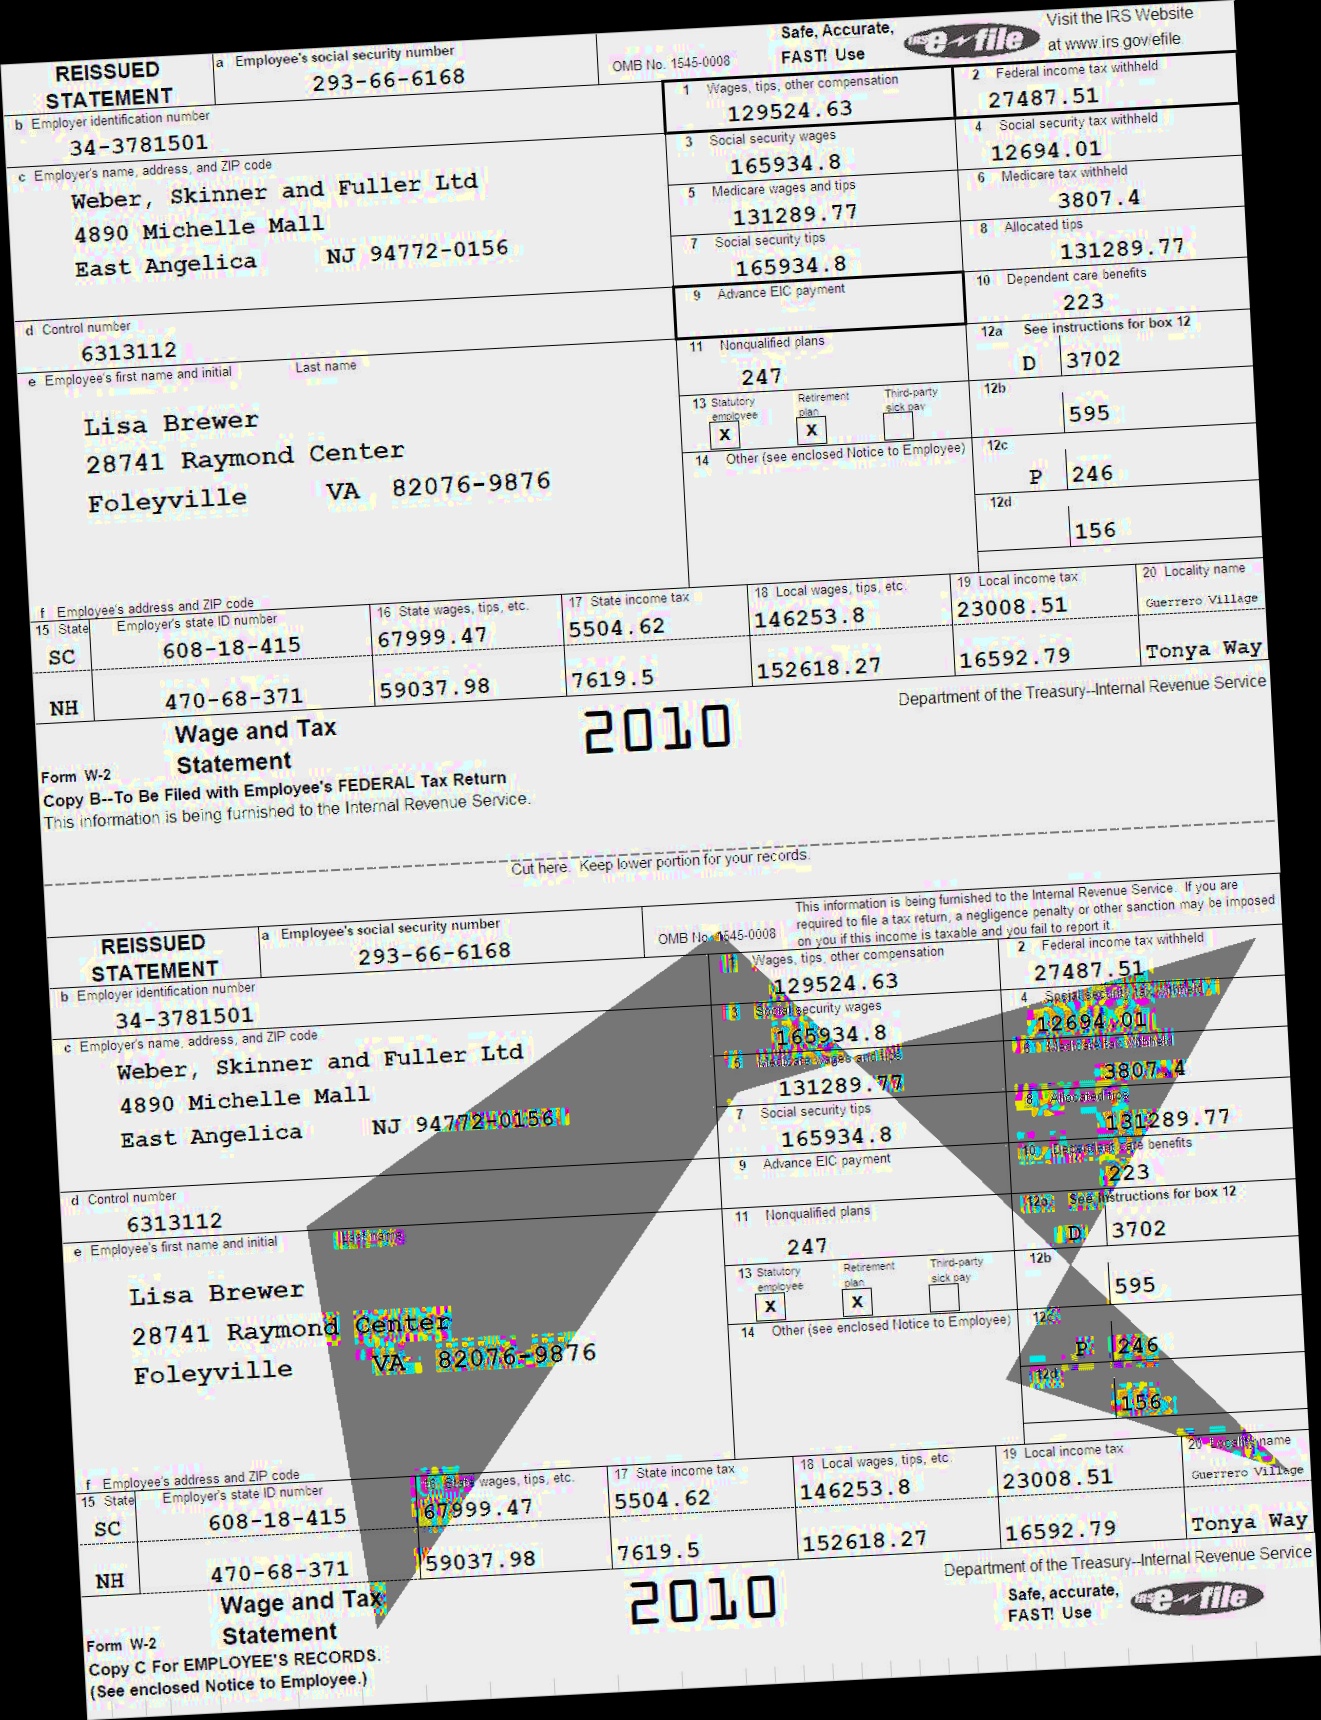 REISSUED STATEMENT
a Employee's social security number
293-66-6168
OMB No. 1545-0008
Safe, Accurate, FAST! Use
IRS e-file
Visit the IRS Website at www.irs.gov/efile
b Employer identification number
34-3781501
1 Wages, tips, other compensation
129524.63
2 Federal income tax withheld
27487.51
3 Social security wages
165934.8
4 Social security tax withheld
12694.01
c Employer's name, address, and ZIP code
Weber, Skinner and Fuller Ltd
4890 Michelle Mall
East Angelica NJ 94772-0156
5 Medicare wages and tips
131289.77
6 Medicare tax withheld
3807.4
7 Social security tips
165934.8
8 Allocated tips
131289.77
9 Advance EIC payment
10 Dependent care benefits
223
d Control number
6313112
11 Nonqualified plans
247
12a See instructions for box 12
D 3702
e Employee's first name and initial Last name
Lisa Brewer
28741 Raymond Center
Foleyville VA 82076-9876
13 Statutory employee Retirement plan Third-party sick pay
X X
12b
595
14 Other (see enclosed Notice to Employee)
12c
P 246
12d
156
f Employee's address and ZIP code
15 State Employer's state ID number
16 State wages, tips, etc.
17 State income tax
18 Local wages, tips, etc.
19 Local income tax
20 Locality name
SC 608-18-415 67999.47 5504.62 146253.8 23008.51 Guerrero Village
NH 470-68-371 59037.98 7619.5 152618.27 16592.79 Tonya Way
Wage and Tax Statement
2010
Department of the Treasury--Internal Revenue Service
Form W-2
Copy B--To Be Filed with Employee's FEDERAL Tax Return
This information is being furnished to the Internal Revenue Service.
Cut here. Keep lower portion for your records.
REISSUED STATEMENT
a Employee's social security number
293-66-6168
OMB No. 1545-0008
This information is being furnished to the Internal Revenue Service. If you are
required to file a tax return, a negligence penalty or other sanction may be imposed
on you if this income is taxable and you fail to report it.
b Employer identification number
34-3781501
1 Wages, tips, other compensation
129524.63
2 Federal income tax withheld
27487.51
3 Social security wages
165934.8
4 Social security tax withheld
12694.01
c Employer's name, address, and ZIP code
Weber, Skinner and Fuller Ltd
4890 Michelle Mall
East Angelica NJ 94772-0156
5 Medicare wages and tips
131289.77
6 Medicare tax withheld
3807.4
7 Social security tips
165934.8
8 Allocated tips
131289.77
9 Advance EIC payment
10 Dependent care benefits
223
d Control number
6313112
11 Nonqualified plans
247
12a See instructions for box 12
D 3702
e Employee's first name and initial Last name
Lisa Brewer
28741 Raymond Center
Foleyville VA 82076-9876
13 Statutory employee Retirement plan Third-party sick pay
X X
12b
595
14 Other (see enclosed Notice to Employee)
12c
P 246
12d
156
f Employee's address and ZIP code
15 State Employer's state ID number
16 State wages, tips, etc.
17 State income tax
18 Local wages, tips, etc.
19 Local income tax
20 Locality name
SC 608-18-415 67999.47 5504.62 146253.8 23008.51 Guerrero Village
NH 470-68-371 59037.98 7619.5 152618.27 16592.79 Tonya Way
Wage and Tax Statement
2010
Department of the Treasury--Internal Revenue Service
Form W-2
Safe, accurate, FAST! Use
IRS e-file
Copy C For EMPLOYEE'S RECORDS.
(See enclosed Notice to Employee.)